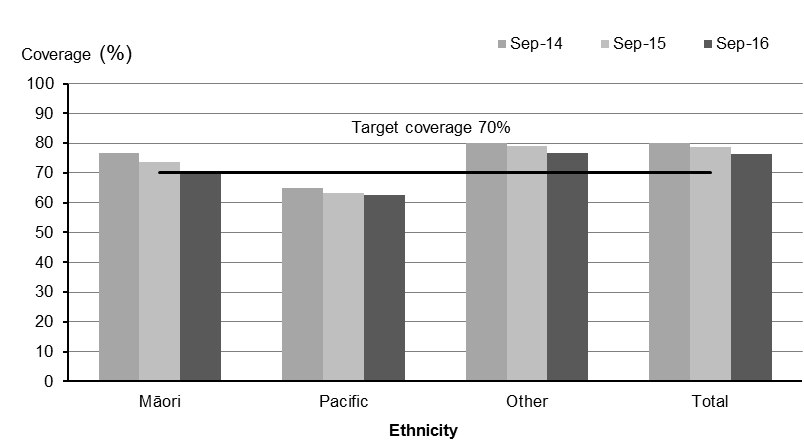 Coverage (%)
Sep-14 Sep-15 Sep-16
100
90
Target coverage 70%
80
70
60
50
40
30
20
10
0
Māori Pacific Other Total
Ethnicity